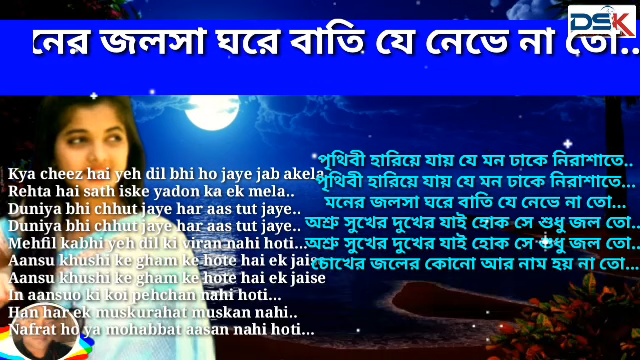 DSK
মনের জলসা ঘরে বাতি যে নেভে না তো..
Kya cheez hai yeh dil bhi ho jaye jab akela
Rehta hai sath iske yadon ka ek mela..
Duniya bhi chhut jaye har aas tut jaye..
Duniya bhi chhut jaye har aas tut jaye..
Mehfil kabhi yeh dil ki viran nahi hoti...
Aansu khushi ke gham ke hote hai ek jaise
Aansu khushi ke gham ke hote hai ek jaise
In aansuo ki koi pehchan nahi hoti...
Han har ek muskurahat muskan nahi..
Nafrat ho ya mohabbat aasan nahi hoti...
পৃথিবী হারিয়ে যায় যে মন ঢাকে নিরাশাতে..
পৃথিবী হারিয়ে যায় যে মন ঢাকে নিরাশাতে...
মনের জলসা ঘরে বাতি যে নেভে না তো...
অশ্রু সুখের দুখের যাই হোক সে শুধু জল তো..
অশ্রু সুখের দুখের যাই হোক সে শুধু জল তো..
চোখের জলের কোনো আর নাম হয় না তো...